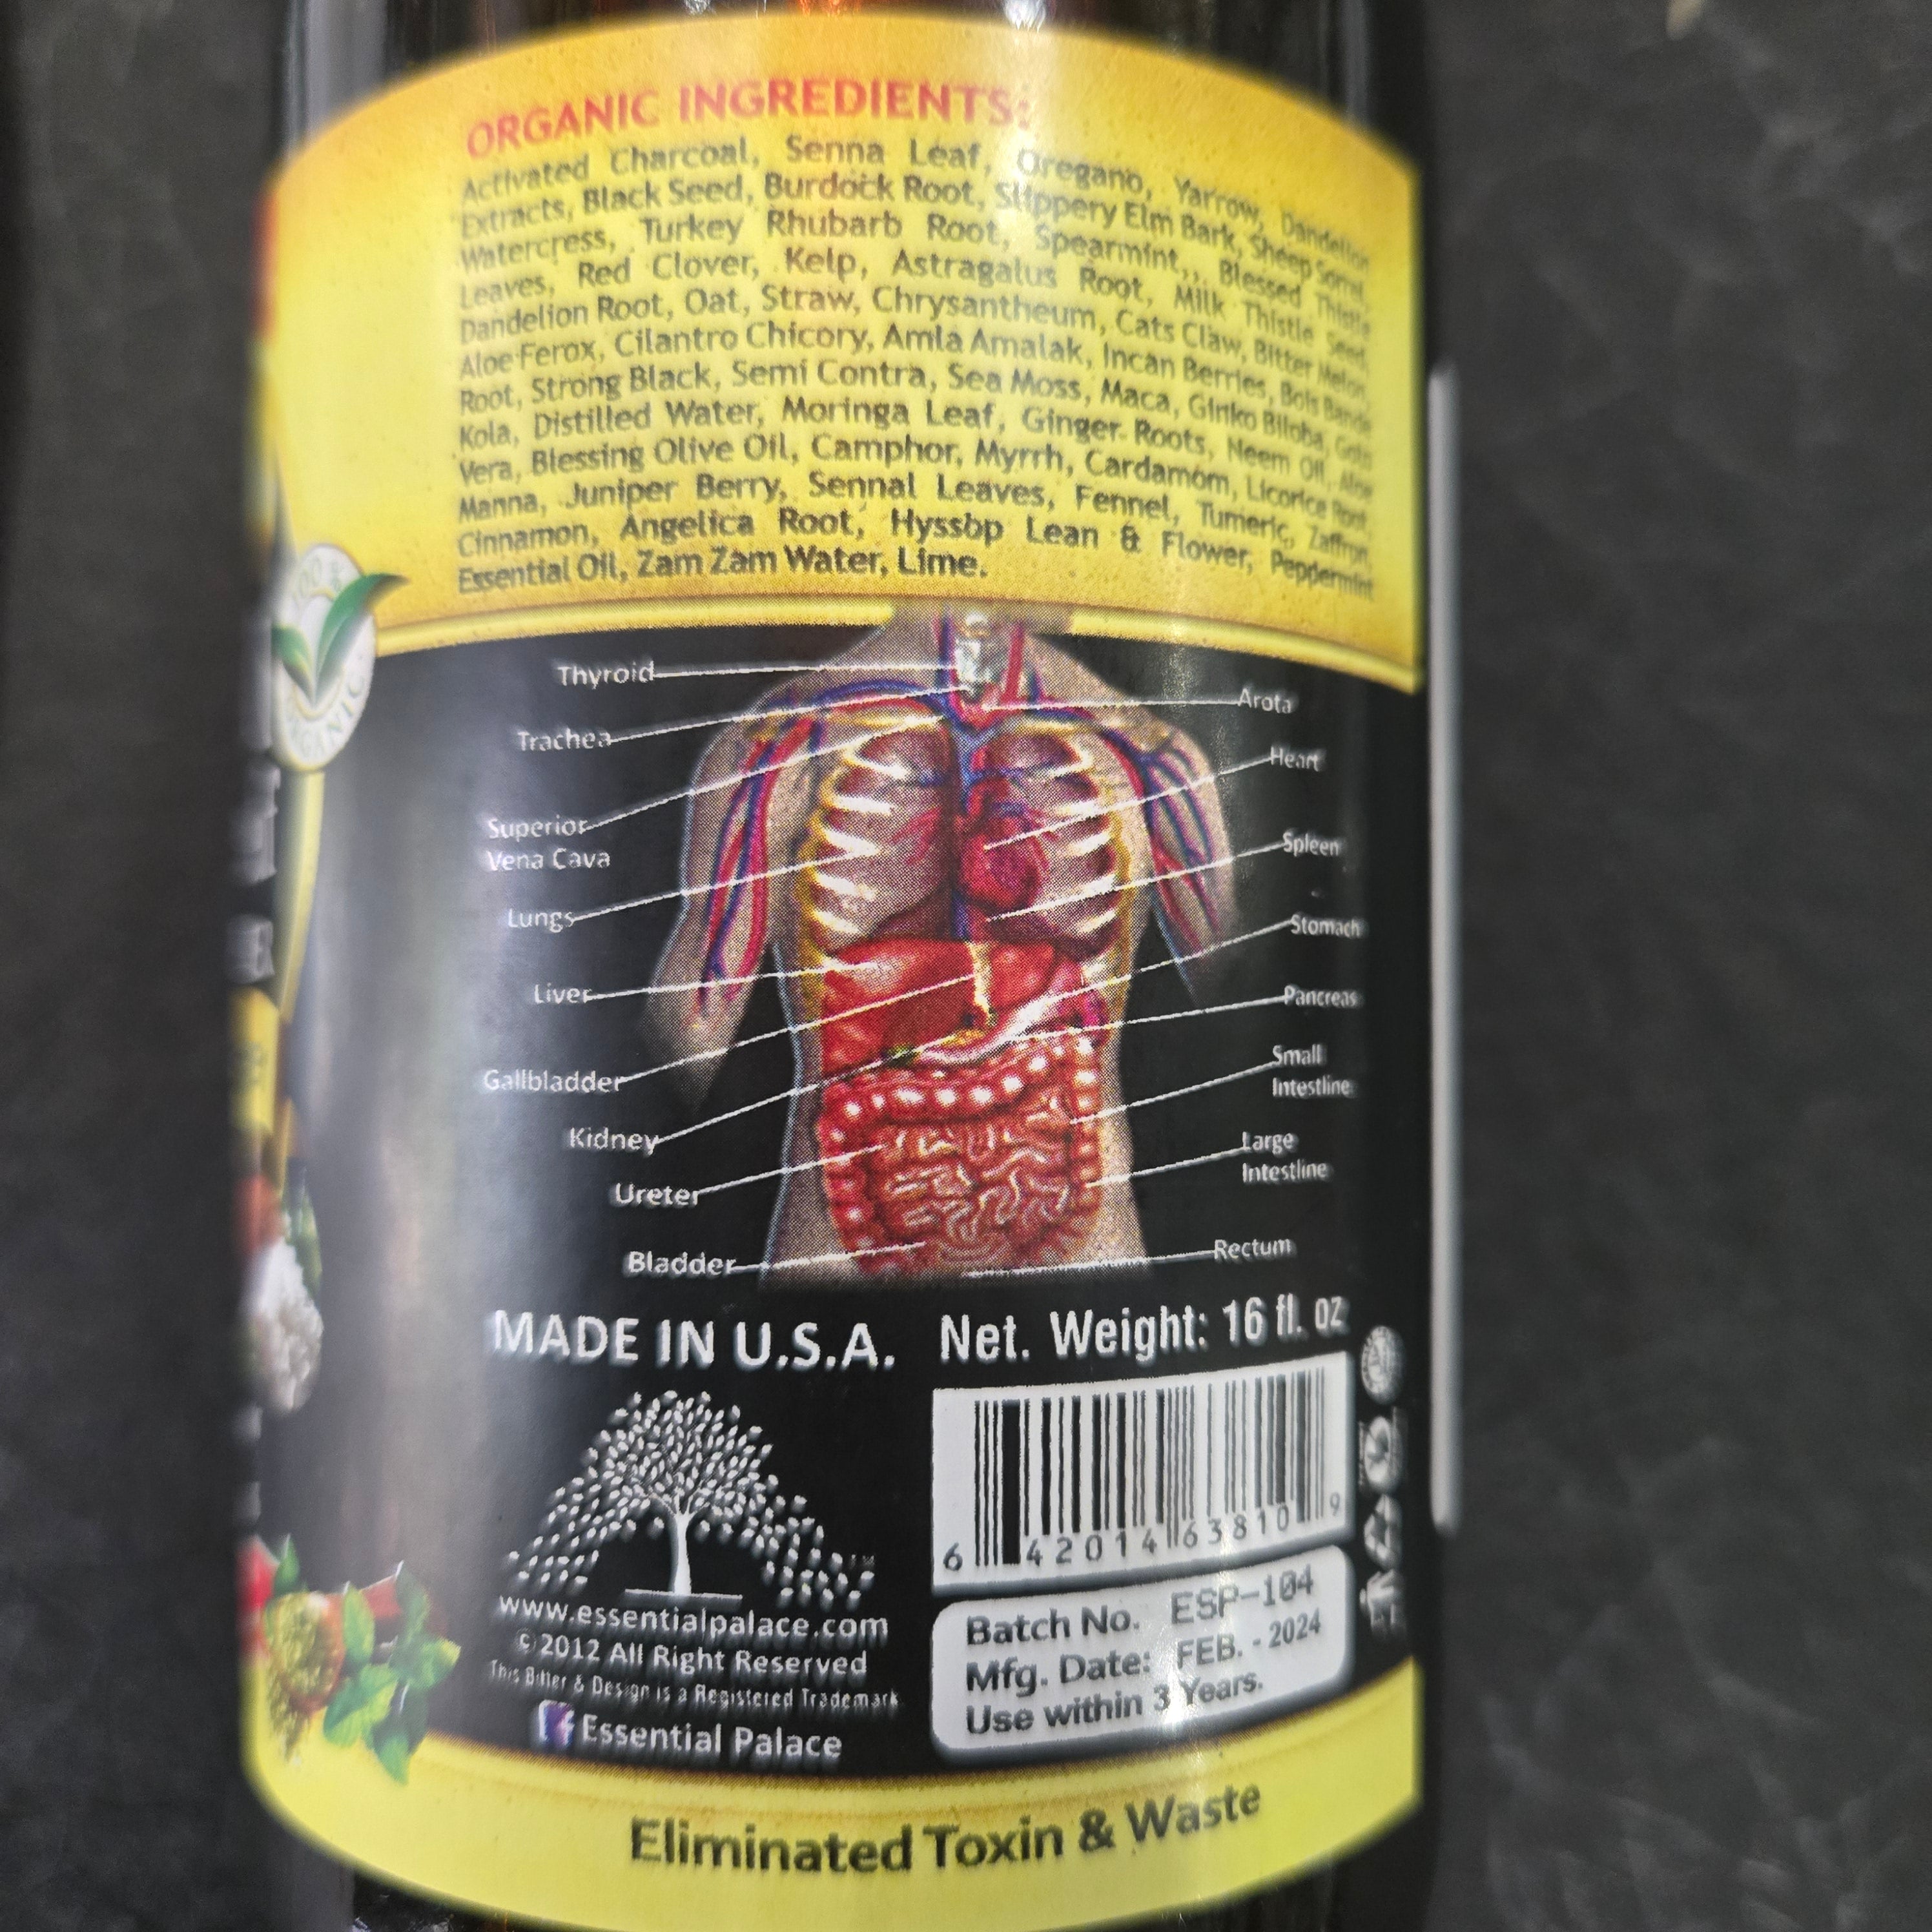 ORGANIC INGREDIENTS:
Activated Charcoal, Senna Leaf, Oregano, Yarrow, Dandelion
Extracts, Black Seed, Burdock Root, Slippery Elm Bark, Sheep Sorrel,
Watercress, Turkey Rhubarb Root, Spearmint,, Blessed Thistle
Leaves, Red Clover, Kelp, Astragalus Root, Milk Thistle Seed,
Dandelion Root, Oat, Straw, Chrysantheum, Cats Claw, Bitter Melon,
Aloe Ferox, Cilantro Chicory, Amla Amalak, Incan Berries, Bois Bande
Root, Strong Black, Semi Contra, Sea Moss, Maca, Ginko Biloba, Goto
Kola, Distilled Water, Moringa Leaf, Ginger Roots, Neem Oil, Aloe
Vera, Blessing Olive Oil, Camphor, Myrrh, Cardamom, Licorice Root,
Manna, Juniper Berry, Sennal Leaves, Fennel, Tumeric, Zaffron,
Cinnamon, Angelica Root, Hyssbp Lean & Flower, Peppermint
Essential Oil, Zam Zam Water, Lime.
ORGANIC
Thyroid
Arota
Trachea
Heart
Superior
Vena Cava
Spleen
Lungs
Stomach
Liver
Pancreas
Gallbladder
Small
Intestline
Kidney
Large
Intestline
Ureter
Bladder
Rectum
MADE IN U.S.A.
Net. Weight: 16 fl. oz
6 42014 63810 9
www.essentialpalace.com
© 2012 All Right Reserved
This Bitter & Design is a Registered Trademark
Essential Palace
Batch No. ESP-104
Mfg. Date: FEB. - 2024
Use within 3 Years.
Eliminated Toxin & Waste